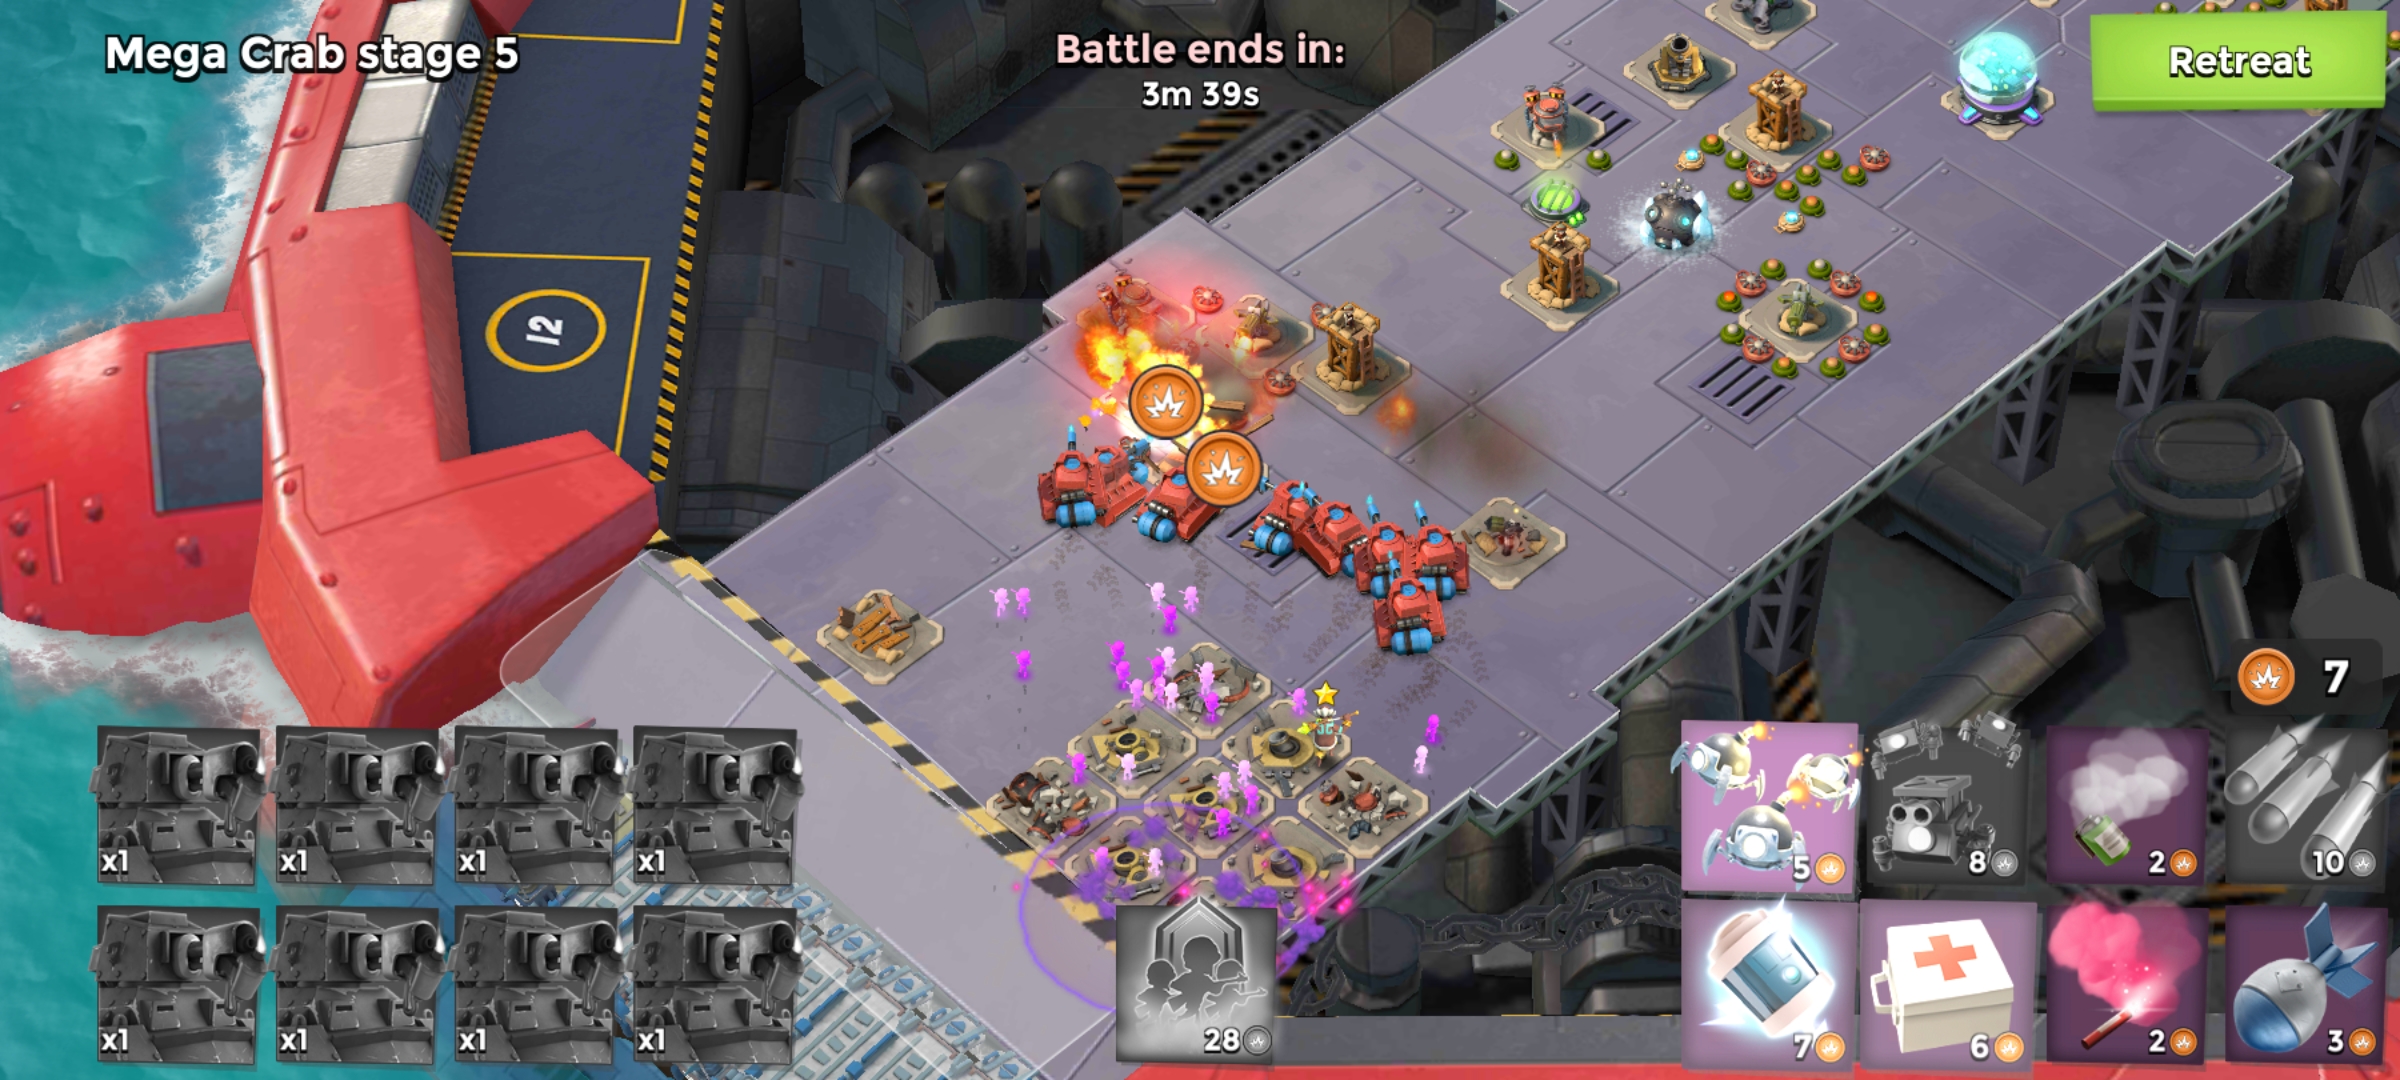 Mega Crab stage 5
Battle ends in:
3m 39s
Retreat
12
7
x1
x1
x1
x1
5
8
2
10
x1
x1
x1
x1
28
7
6
2
3